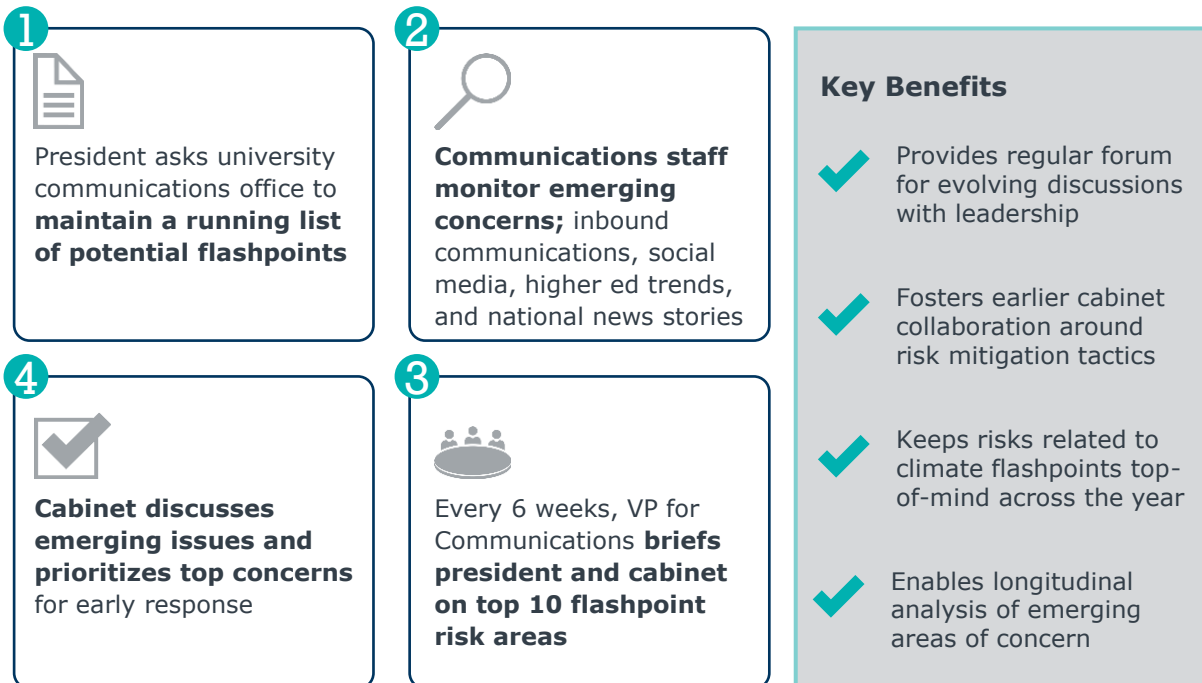 1
President asks university
communications office to
maintain a running list
of potential flashpoints
2
Communications staff
monitor emerging
concerns; inbound
communications, social
media, higher ed trends,
and national news stories
3
Every 6 weeks, VP for
Communications briefs
president and cabinet
on top 10 flashpoint
risk areas
4
Cabinet discusses
emerging issues and
prioritizes top concerns
for early response
Key Benefits
Provides regular forum
for evolving discussions
with leadership
Fosters earlier cabinet
collaboration around
risk mitigation tactics
Keeps risks related to
climate flashpoints top-
of-mind across the year
Enables longitudinal
analysis of emerging
areas of concern